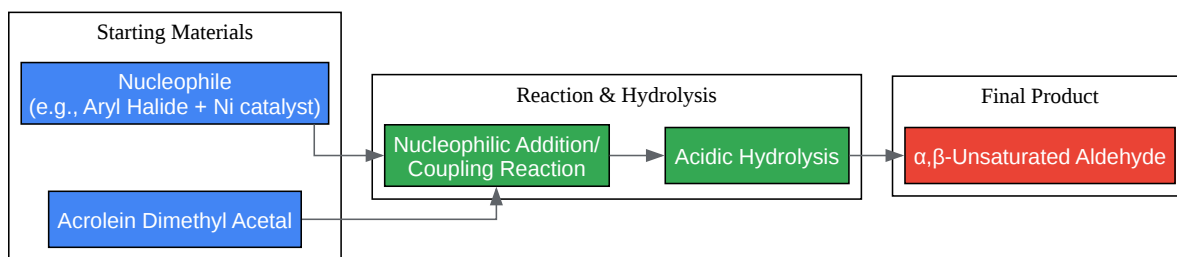 Starting Materials
Nucleophile
(e.g., Aryl Halide + Ni catalyst)
Acrolein Dimethyl Acetal
Reaction & Hydrolysis
Nucleophilic Addition/
Coupling Reaction
Acidic Hydrolysis
Final Product
α,β-Unsaturated Aldehyde